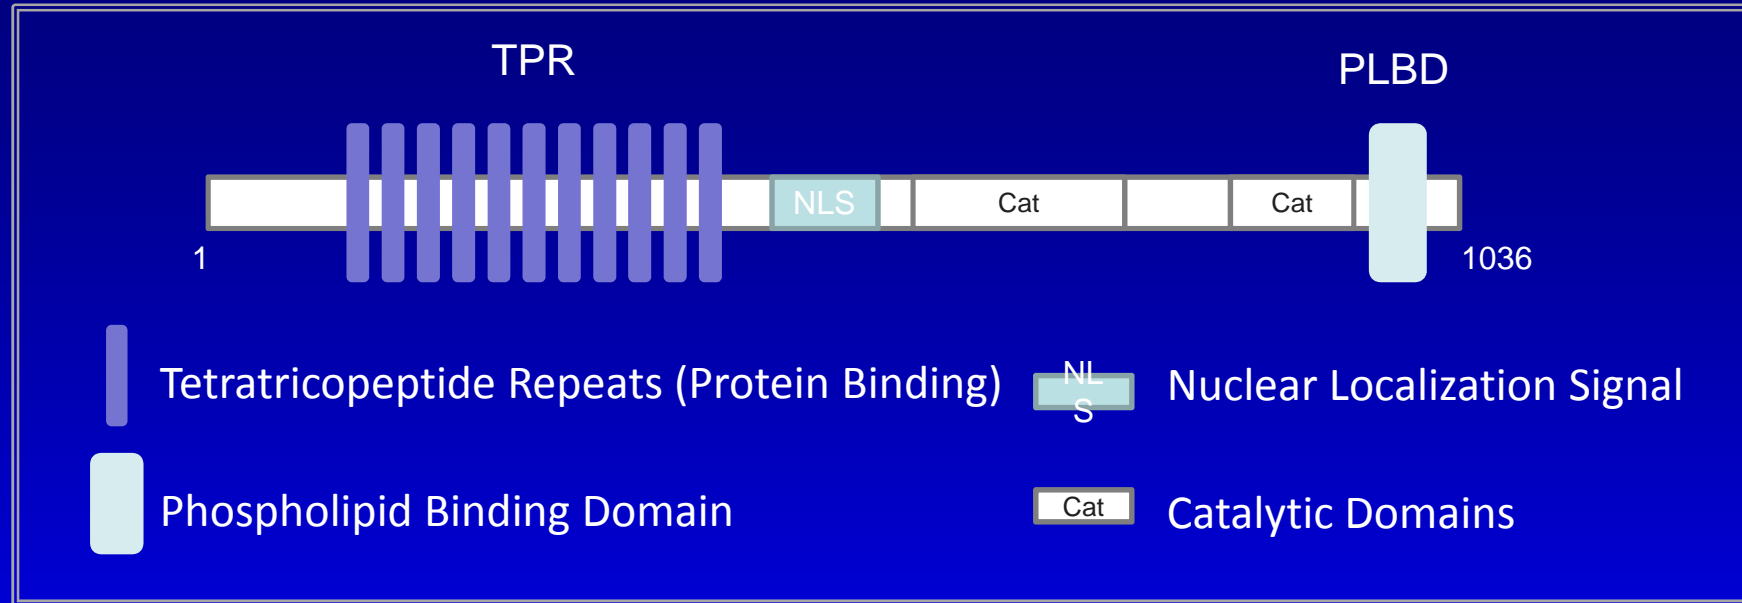 TPR
PLBD
NLS
Cat
Cat
1
1036
Tetratricopeptide Repeats (Protein Binding)
NL
S
Nuclear Localization Signal
Phospholipid Binding Domain
Cat
Catalytic Domains